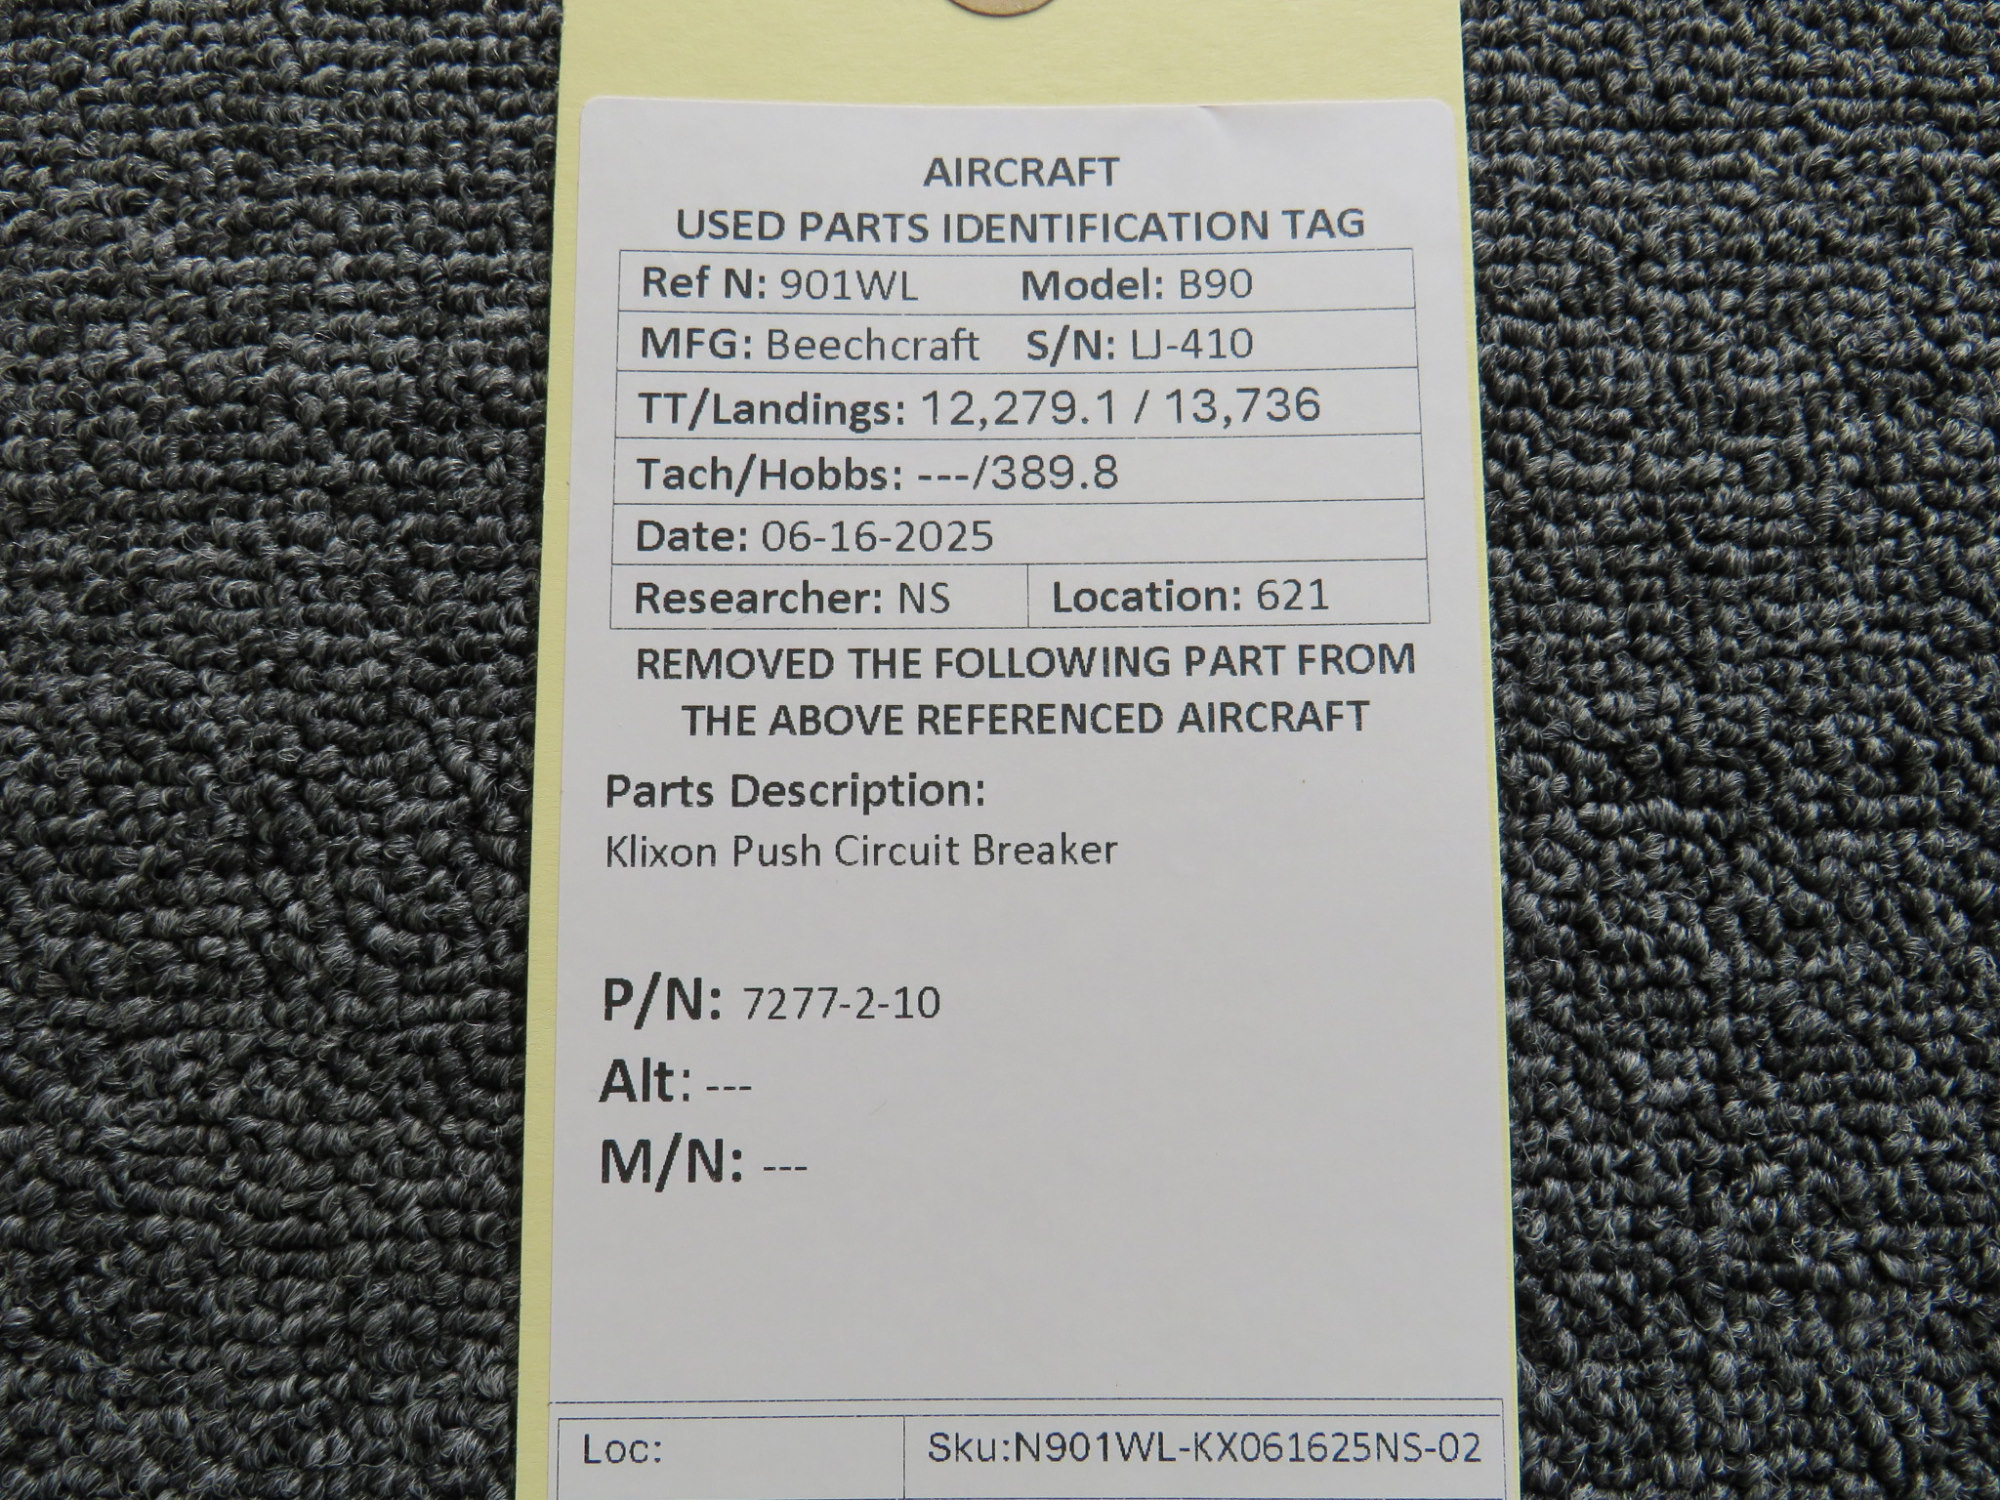 AIRCRAFT
USED PARTS IDENTIFICATION TAG
Ref N: 901WL Model: B90
MFG: Beechcraft S/N: LJ-410
TT/Landings: 12,279.1 / 13,736
Tach/Hobbs: ---/389.8
Date: 06-16-2025
Researcher: NS Location: 621
REMOVED THE FOLLOWING PART FROM
THE ABOVE REFERENCED AIRCRAFT
Parts Description:
Klixon Push Circuit Breaker
P/N: 7277-2-10
Alt: ---
M/N: ---
Loc: Sku:N901WL-KX061625NS-02